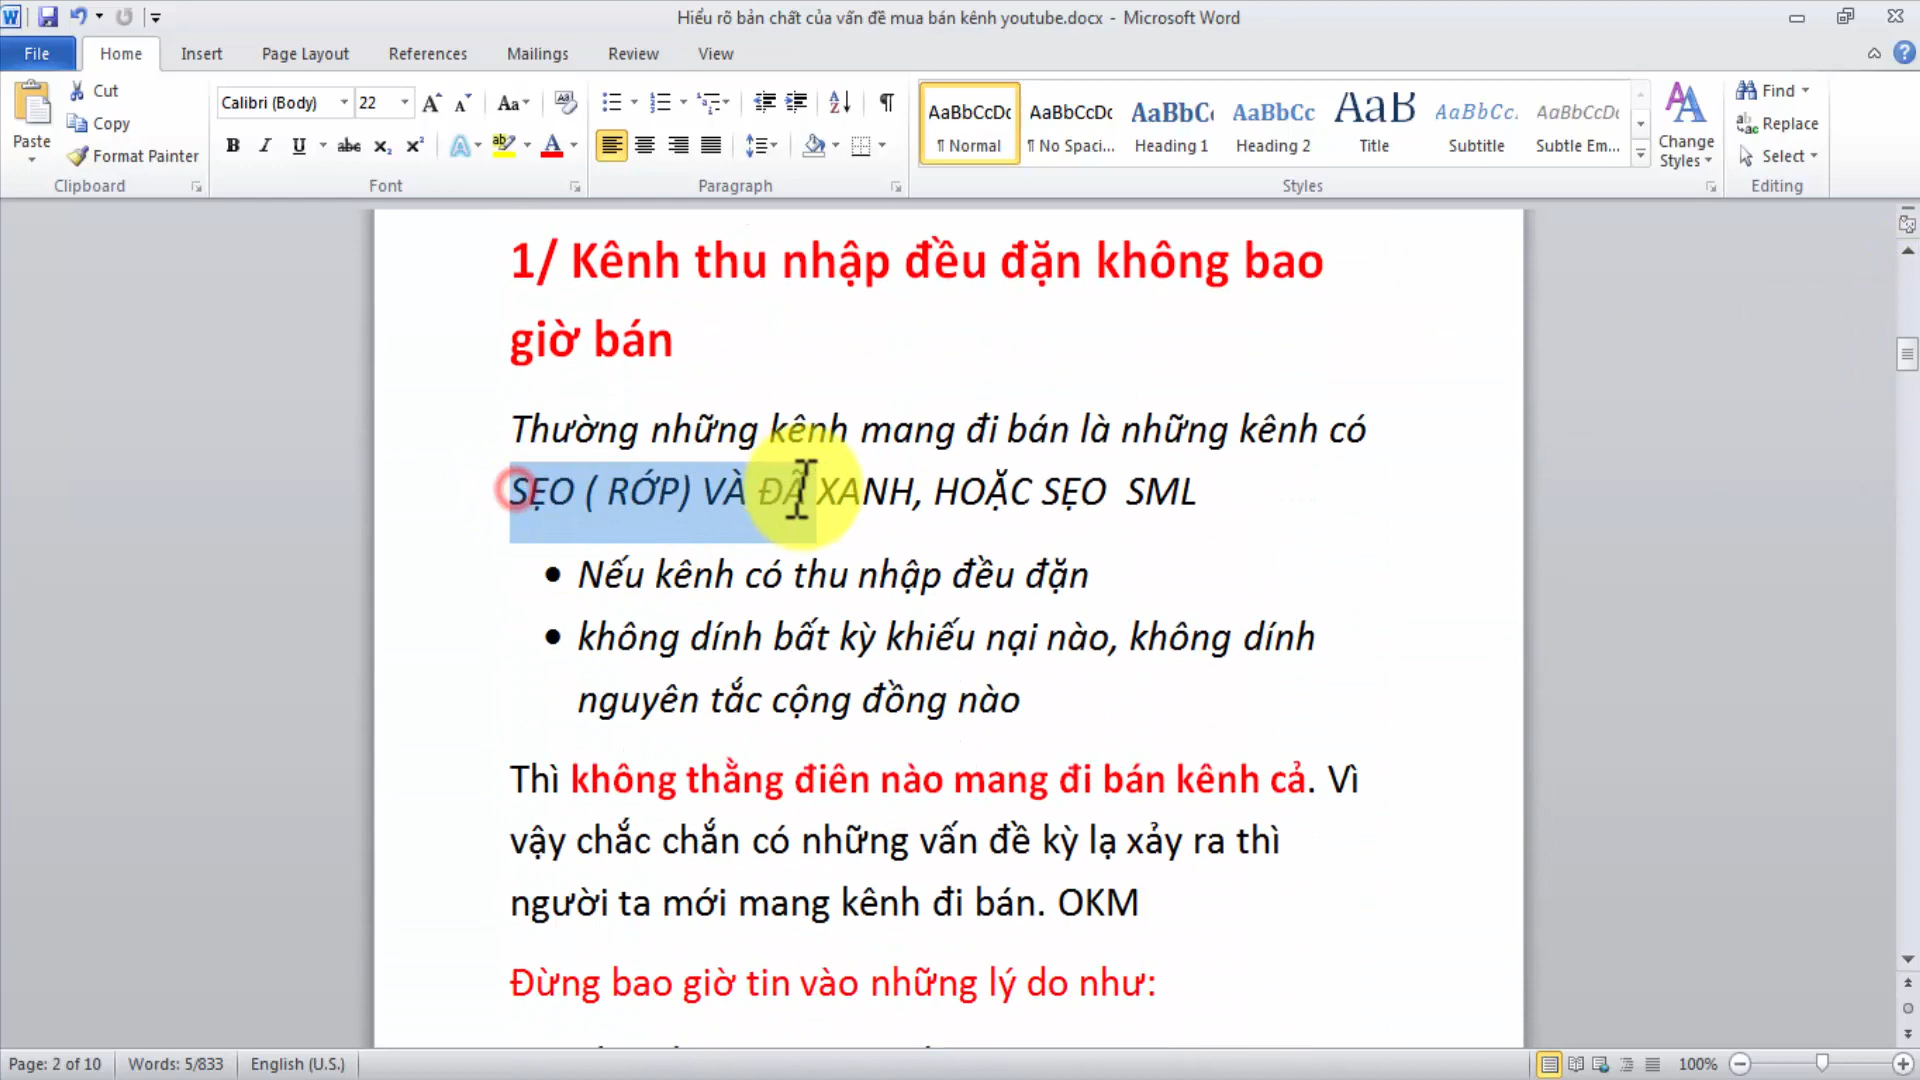 Hiểu rõ bản chất của vấn đề mua bán kênh youtube.docx - Microsoft Word
File Home Insert Page Layout References Mailings Review View
Paste
Cut
Copy
Format Painter
Clipboard
Calibri (Body) 22
Font
Paragraph
AaBbCcDc AaBbCcDc AaBbC AaBbCc AaB AaBbCc. AaBbCcDc
¶ Normal ¶ No Spaci... Heading 1 Heading 2 Title Subtitle Subtle Em...
Styles
Change Styles
Find
Replace
Select
Editing
1/ Kênh thu nhập đều đặn không bao
giờ bán
Thường những kênh mang đi bán là những kênh có
SẸO ( RỚP) VÀ ĐÃ XANH, HOẶC SẸO SML
• Nếu kênh có thu nhập đều đặn
• không dính bất kỳ khiếu nại nào, không dính
nguyên tắc cộng đồng nào
Thì không thằng điên nào mang đi bán kênh cả. Vì
vậy chắc chắn có những vấn đề kỳ lạ xảy ra thì
người ta mới mang kênh đi bán. OKM
Đừng bao giờ tin vào những lý do như:
Page: 2 of 10 Words: 5/833 English (U.S.) 100%